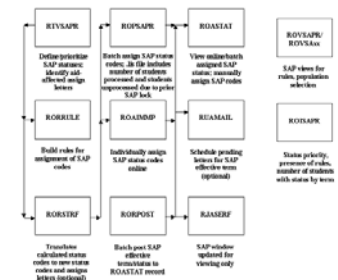 RTVSAPR
Define/prioritize
SAP statuses;
identify aid-
affected assign
letters
RORRULE
Build rules for
assignment of SAP
codes
RORSTRF
Translates
calculated status
codes to new status
codes and assigns
letters (optional)
ROPSAPR
Batch assign SAP status
codes; .lis file includes
number of students
processed and students
unprocessed due to prior
SAP lock
ROAIMMP
Individually assign
SAP status codes
online
RORPOST
Batch post SAP
effective
term/status to
ROASTAT record
ROASTAT
View online/batch
assigned SAP
status; manually
assign SAP codes
RUAMAIL
Schedule pending
letters for SAP
effective term
(optional)
RJASERF
SAP window
updated for
viewing only
ROVSAPR/
SAP views for
rules, population
selection
ROISAPR
Status priority,
presence of rules,
number of students
with status by term